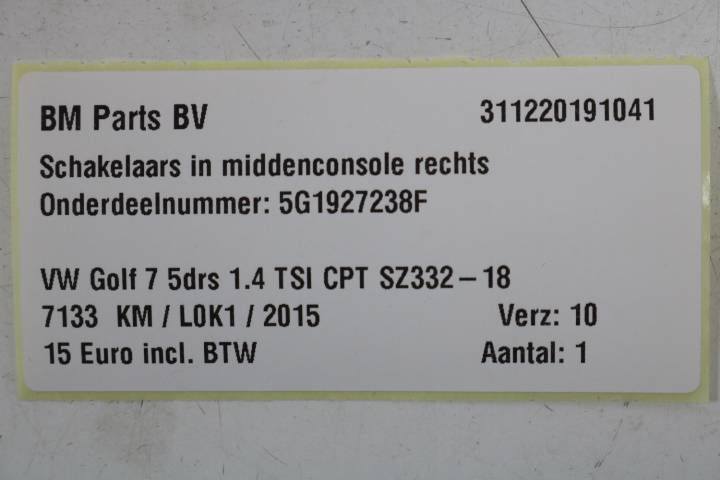 BM Parts BV 311220191041
Schakelaars in middenconsole rechts
Onderdeelnummer: 5G1927238F
VW Golf 7 5drs 1.4 TSI CPT SZ332-18
7133 KM / L0K1 / 2015 Verz: 10
15 Euro incl. BTW Aantal: 1